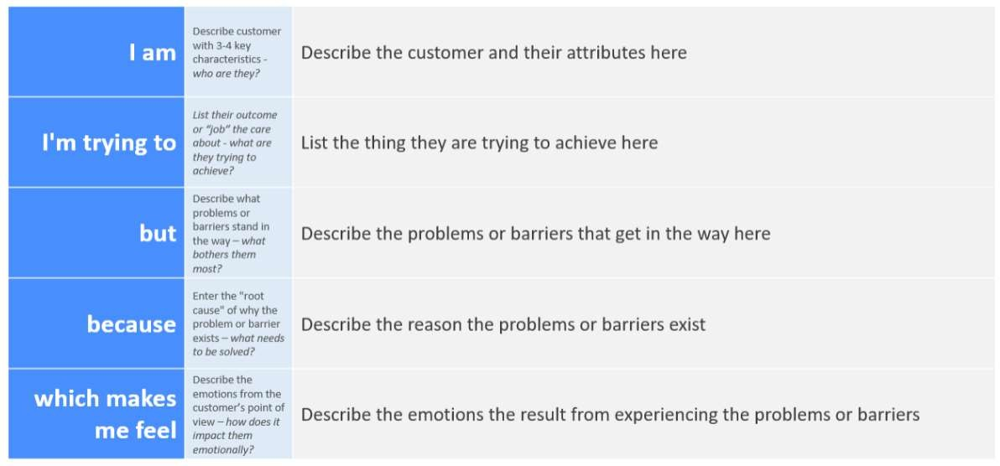 I am
Describe customer
with 3-4 key
characteristics -
who are they?
Describe the customer and their attributes here
I'm trying to
List their outcome
or “job” the care
about - what are
they trying to
achieve?
List the thing they are trying to achieve here
but
Describe what
problems or
barriers stand in
the way – what
bothers them
most?
Describe the problems or barriers that get in the way here
because
Enter the "root
cause" of why the
problem or barrier
exists – what needs
to be solved?
Describe the reason the problems or barriers exist
which makes
me feel
Describe the
emotions from the
customer’s point of
view – how does it
impact them
emotionally?
Describe the emotions the result from experiencing the problems or barriers